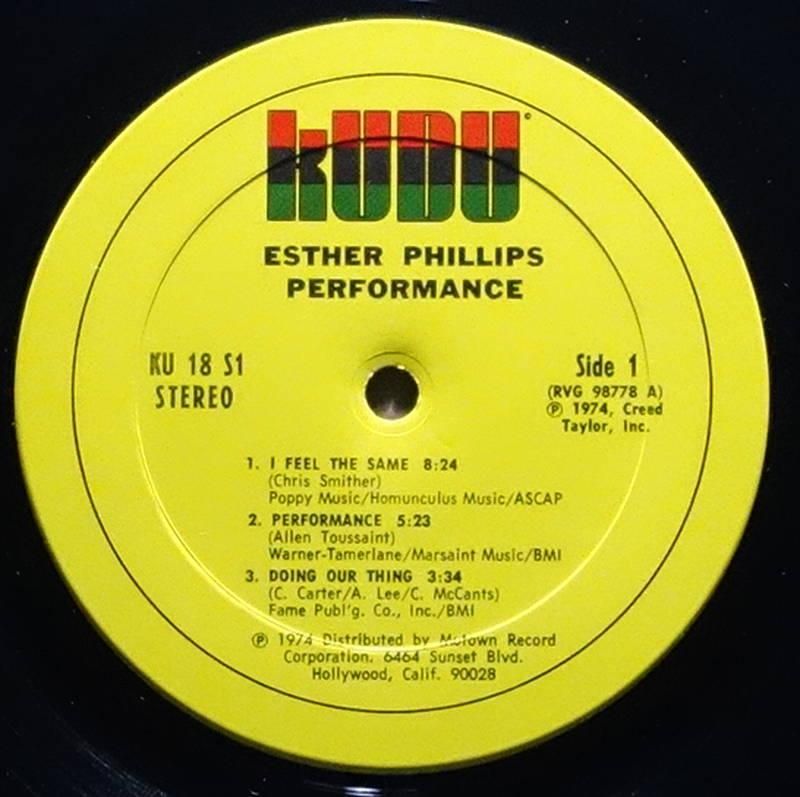 kUDU
ESTHER PHILLIPS
PERFORMANCE
KU 18 S1
STEREO
Side 1
(RVG 98778 A)
℗ 1974, Creed
Taylor, Inc.
1. I FEEL THE SAME 8:24
(Chris Smither)
Poppy Music/Homunculus Music/ASCAP
2. PERFORMANCE 5:23
(Allen Toussaint)
Warner-Tamerlane/Marsaint Music/BMI
3. DOING OUR THING 3:34
(C. Carter/A. Lee/C. McCants)
Fame Publ'g. Co., Inc./BMI
℗ 1974 Distributed by Motown Record
Corporation. 6464 Sunset Blvd.
Hollywood, Calif. 90028